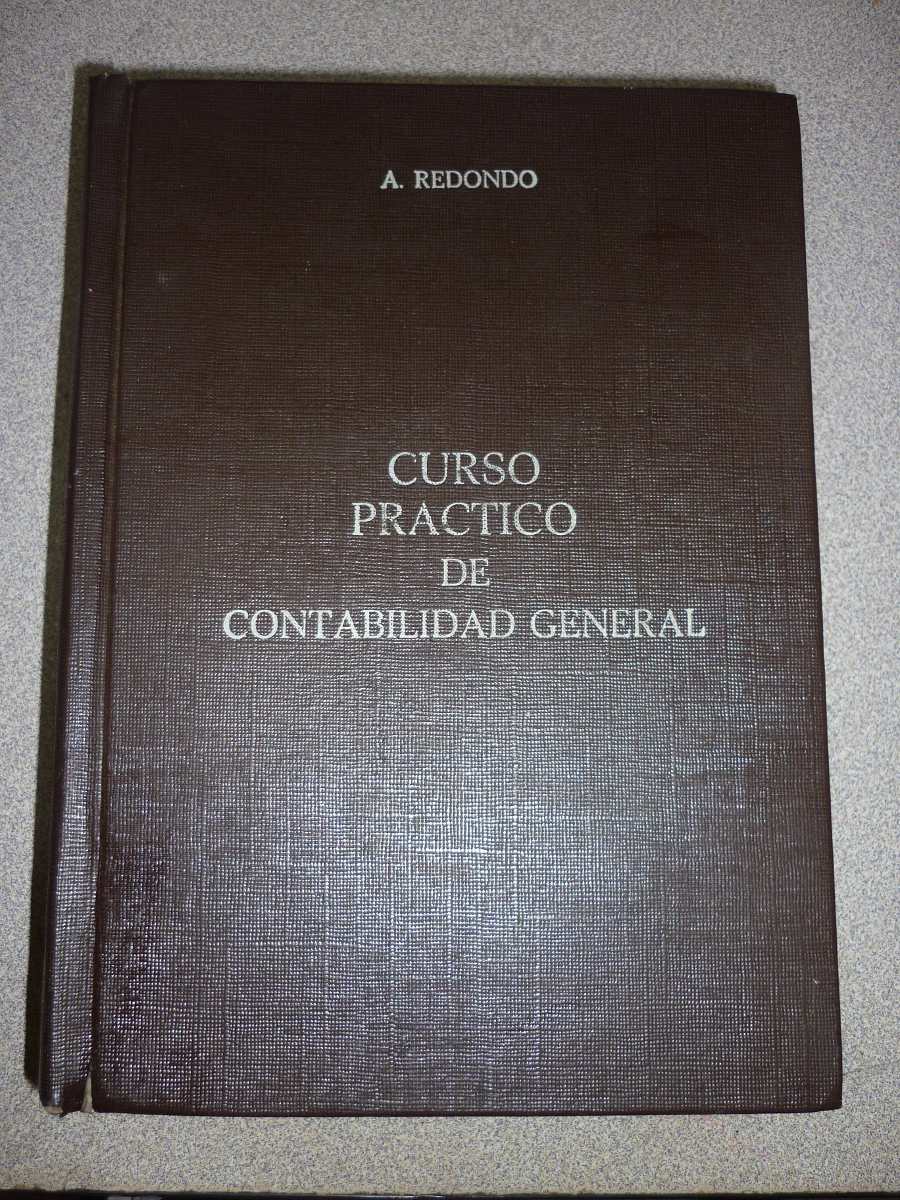 A. REDONDO
CURSO
PRACTICO
DE
CONTABILIDAD GENERAL